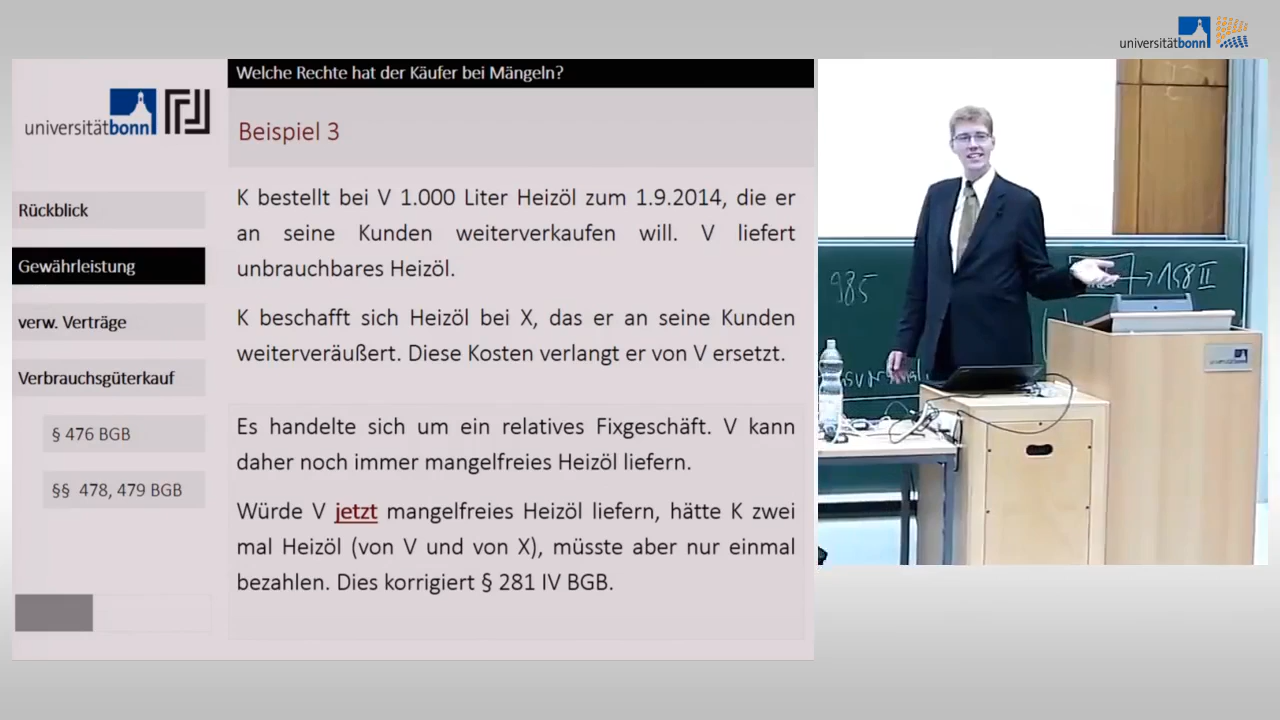 universitätbonn
Welche Rechte hat der Käufer bei Mängeln?
universitätbonn
Beispiel 3
Rückblick
Gewährleistung
verw. Verträge
Verbrauchsgüterkauf
§ 476 BGB
§§ 478, 479 BGB
K bestellt bei V 1.000 Liter Heizöl zum 1.9.2014, die er
an seine Kunden weiterverkaufen will. V liefert
unbrauchbares Heizöl.
K beschafft sich Heizöl bei X, das er an seine Kunden
weiterveräußert. Diese Kosten verlangt er von V ersetzt.
Es handelte sich um ein relatives Fixgeschäft. V kann
daher noch immer mangelfreies Heizöl liefern.
Würde V jetzt mangelfreies Heizöl liefern, hätte K zwei
mal Heizöl (von V und von X), müsste aber nur einmal
bezahlen. Dies korrigiert § 281 IV BGB.
985
158 II